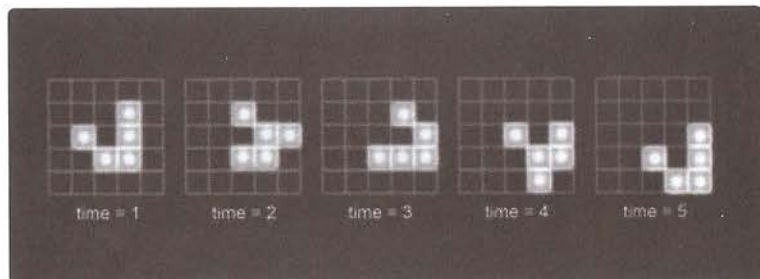 time = 1 time = 2 time = 3 time = 4 time = 5